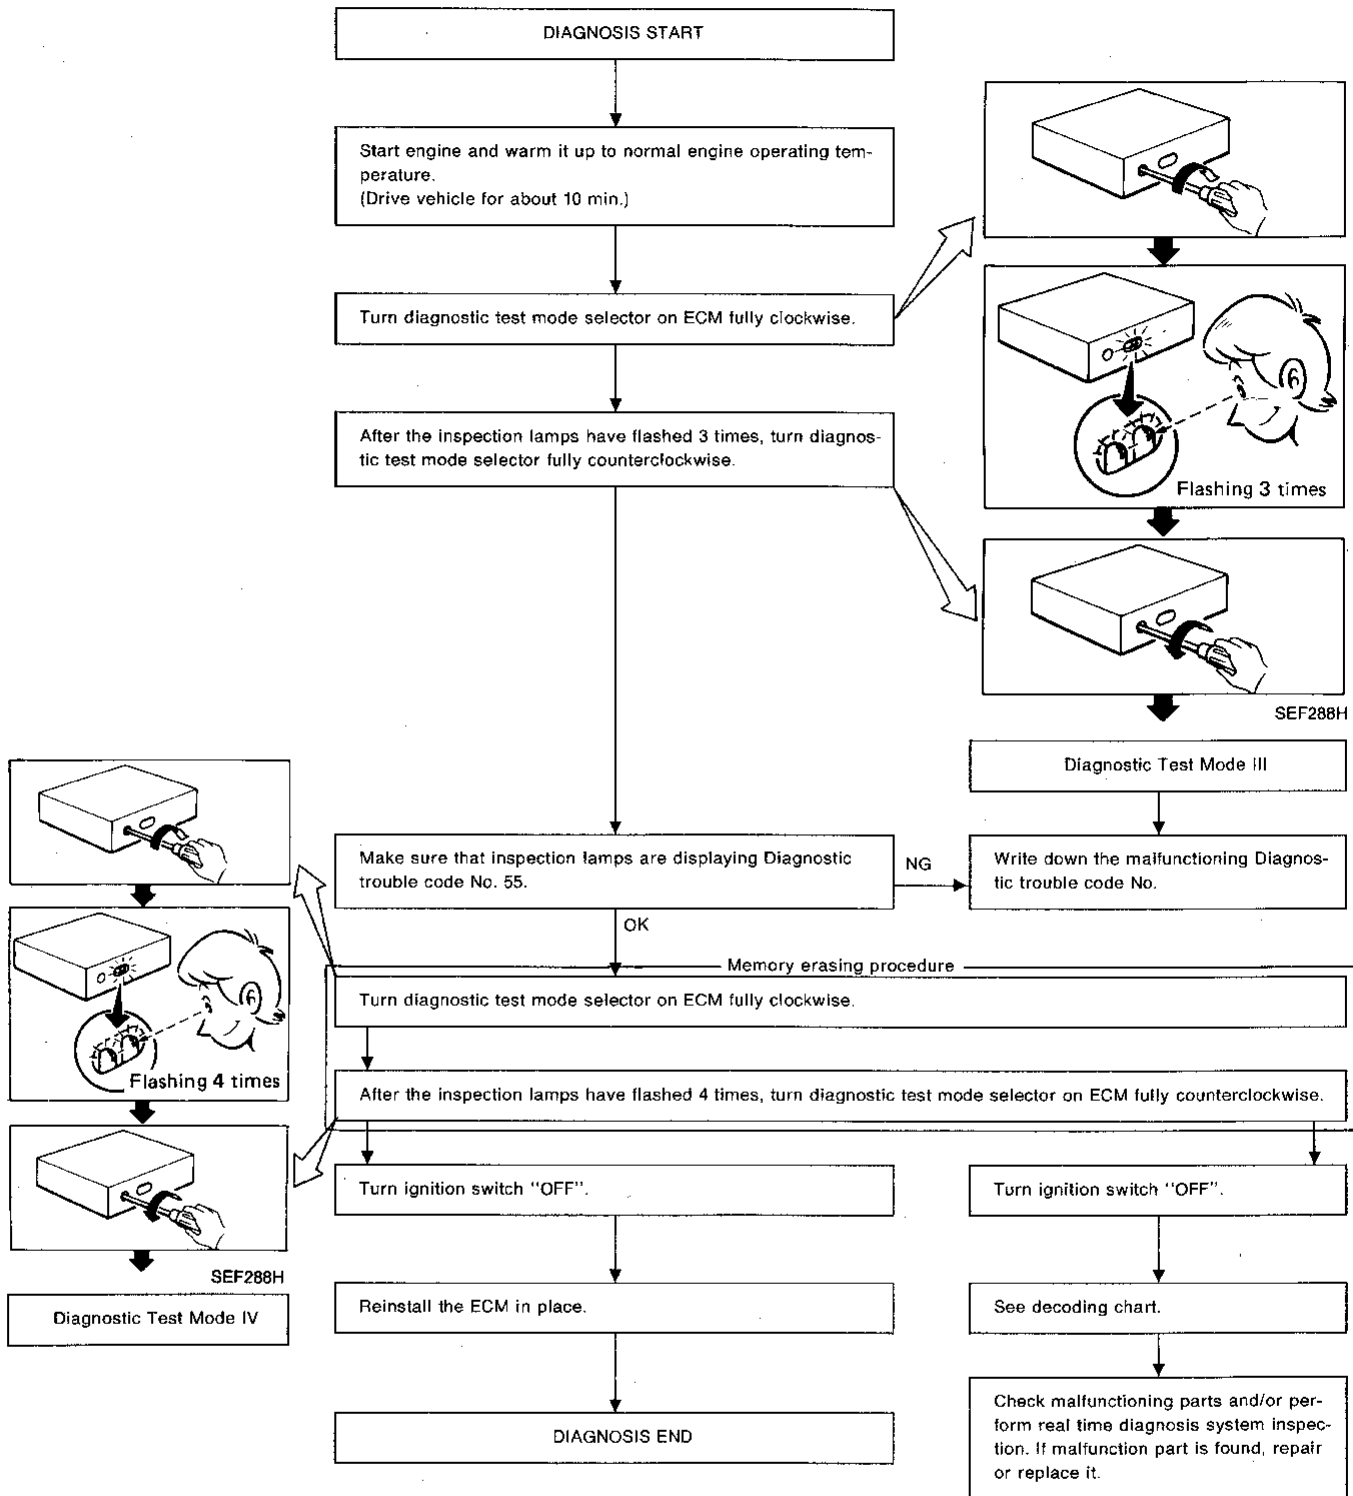 DIAGNOSIS START
Start engine and warm it up to normal engine operating tem-
perature.
(Drive vehicle for about 10 min.)
Turn diagnostic test mode selector on ECM fully clockwise.
After the inspection lamps have flashed 3 times, turn diagnos-
tic test mode selector fully counterclockwise.
Flashing 3 times
SEF288H
Diagnostic Test Mode III
Make sure that inspection lamps are displaying Diagnostic
trouble code No. 55.
NG
Write down the malfunctioning Diagnos-
tic trouble code No.
OK
Memory erasing procedure
Turn diagnostic test mode selector on ECM fully clockwise.
Flashing 4 times
After the inspection lamps have flashed 4 times, turn diagnostic test mode selector on ECM fully counterclockwise.
SEF288H
Diagnostic Test Mode IV
Turn ignition switch "OFF".
Turn ignition switch "OFF".
Reinstall the ECM in place.
See decoding chart.
DIAGNOSIS END
Check malfunctioning parts and/or per-
form real time diagnosis system inspec-
tion. If malfunction part is found, repair
or replace it.